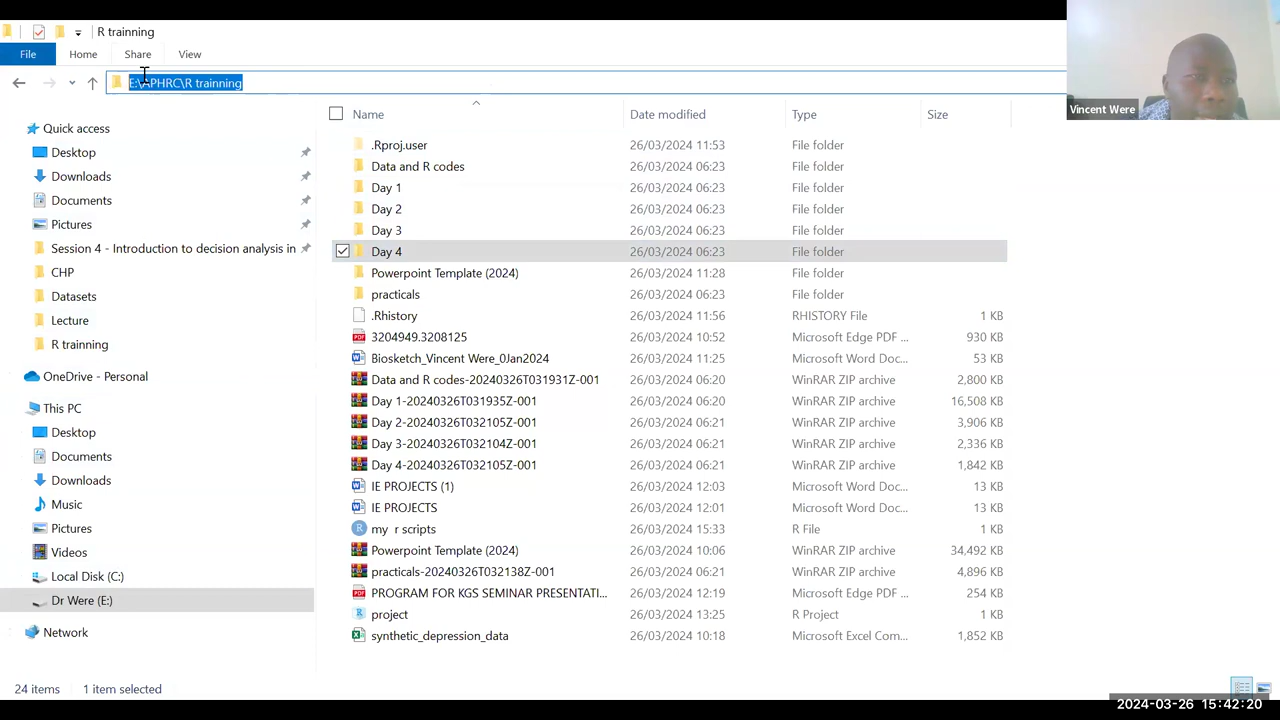 R trainning
File Home Share View
E:\APHRC\R trainning
Name Date modified Type Size
Vincent Were
Quick access
Desktop
Downloads
Documents
Pictures
Session 4 - Introduction to decision analysis in
CHP
Datasets
Lecture
R trainning
OneDrive - Personal
This PC
Desktop
Documents
Downloads
Music
Pictures
Videos
Local Disk (C:)
Dr Were (E:)
Network
.Rproj.user 26/03/2024 11:53 File folder
Data and R codes 26/03/2024 06:23 File folder
Day 1 26/03/2024 06:23 File folder
Day 2 26/03/2024 06:23 File folder
Day 3 26/03/2024 06:23 File folder
Day 4 26/03/2024 06:23 File folder
Powerpoint Template (2024) 26/03/2024 11:28 File folder
practicals 26/03/2024 06:23 File folder
.Rhistory 26/03/2024 11:56 RHISTORY File 1 KB
3204949.3208125 26/03/2024 10:52 Microsoft Edge PDF ... 930 KB
Biosketch_Vincent Were_0Jan2024 26/03/2024 11:25 Microsoft Word Doc... 53 KB
Data and R codes-20240326T031931Z-001 26/03/2024 06:20 WinRAR ZIP archive 2,800 KB
Day 1-20240326T031935Z-001 26/03/2024 06:20 WinRAR ZIP archive 16,508 KB
Day 2-20240326T032105Z-001 26/03/2024 06:21 WinRAR ZIP archive 3,906 KB
Day 3-20240326T032104Z-001 26/03/2024 06:21 WinRAR ZIP archive 2,336 KB
Day 4-20240326T032105Z-001 26/03/2024 06:21 WinRAR ZIP archive 1,842 KB
IE PROJECTS (1) 26/03/2024 12:03 Microsoft Word Doc... 13 KB
IE PROJECTS 26/03/2024 12:01 Microsoft Word Doc... 13 KB
my r scripts 26/03/2024 15:33 R File 1 KB
Powerpoint Template (2024) 26/03/2024 10:06 WinRAR ZIP archive 34,492 KB
practicals-20240326T032138Z-001 26/03/2024 06:21 WinRAR ZIP archive 4,896 KB
PROGRAM FOR KGS SEMINAR PRESENTATI... 26/03/2024 12:19 Microsoft Edge PDF ... 254 KB
project 26/03/2024 13:25 R Project 1 KB
synthetic_depression_data 26/03/2024 10:18 Microsoft Excel Com... 1,852 KB
24 items 1 item selected
2024-03-26 15:42:20